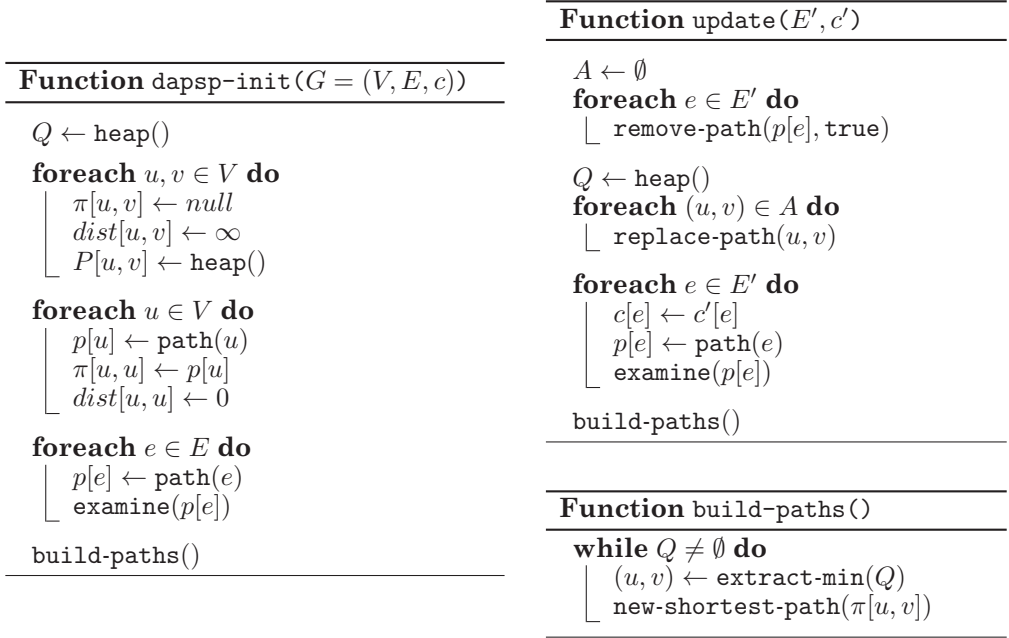 Function dapsp-init(G = (V, E, c))
Q ← heap()
foreach u, v ∈ V do
π[u, v] ← null
dist[u, v] ← ∞
P[u, v] ← heap()
foreach u ∈ V do
p[u] ← path(u)
π[u, u] ← p[u]
dist[u, u] ← 0
foreach e ∈ E do
p[e] ← path(e)
examine(p[e])
build-paths()
Function update(E′, c′)
A ← ∅
foreach e ∈ E′ do
remove-path(p[e], true)
Q ← heap()
foreach (u, v) ∈ A do
replace-path(u, v)
foreach e ∈ E′ do
c[e] ← c′[e]
p[e] ← path(e)
examine(p[e])
build-paths()
Function build-paths()
while Q ≠ ∅ do
(u, v) ← extract-min(Q)
new-shortest-path(π[u, v])